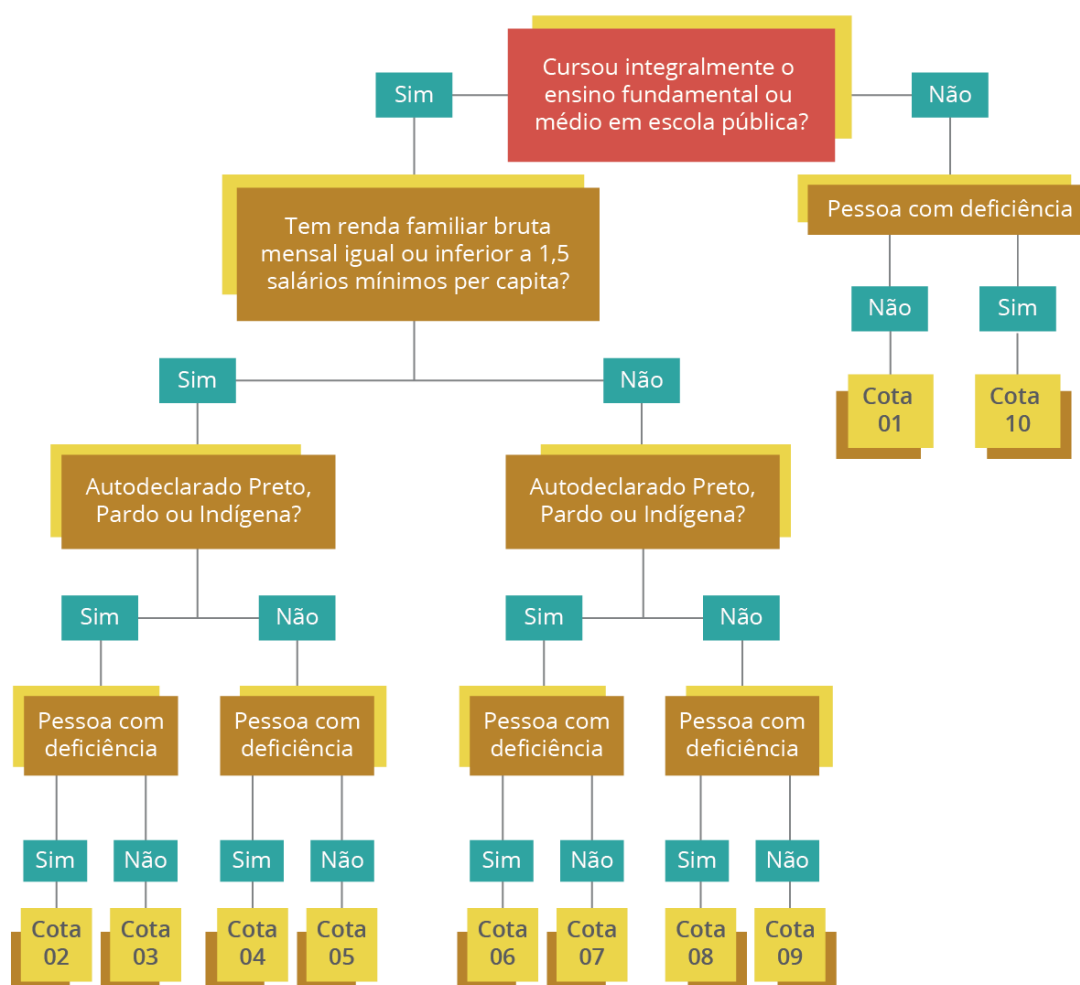 Cursou integralmente o
ensino fundamental ou
médio em escola pública?
Sim
Não
Tem renda familiar bruta
mensal igual ou inferior a 1,5
salários mínimos per capita?
Pessoa com deficiência
Não
Sim
Cota
01
Cota
10
Sim
Não
Autodeclarado Preto,
Pardo ou Indígena?
Autodeclarado Preto,
Pardo ou Indígena?
Sim
Não
Sim
Não
Pessoa com
deficiência
Pessoa com
deficiência
Pessoa com
deficiência
Pessoa com
deficiência
Sim
Não
Sim
Não
Sim
Não
Sim
Não
Cota
02
Cota
03
Cota
04
Cota
05
Cota
06
Cota
07
Cota
08
Cota
09